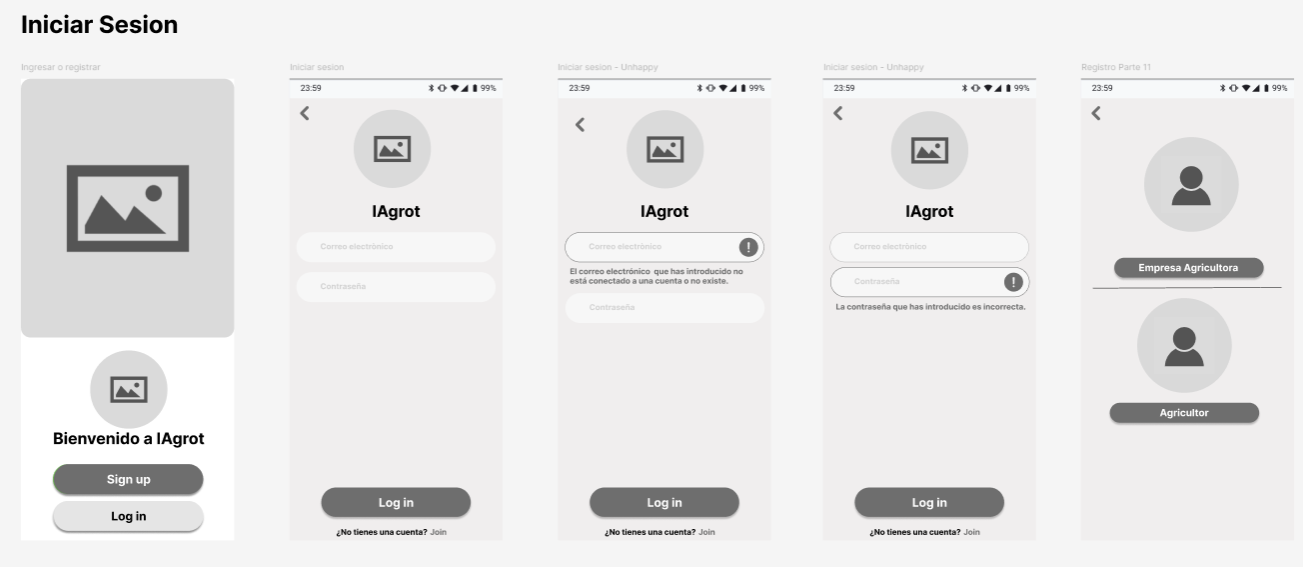 Iniciar Sesion
Ingresar o registrar
Bienvenido a IAgrot
Sign up
Log in
Iniciar sesion
23:59
99%
IAgrot
Correo electrónico
Contraseña
Log in
¿No tienes una cuenta? Join
Iniciar sesion - Unhappy
23:59
99%
IAgrot
Correo electrónico
!
El correo electrónico que has introducido no
está conectado a una cuenta o no existe.
Contraseña
Log in
¿No tienes una cuenta? Join
Iniciar sesion - Unhappy
23:59
99%
IAgrot
Correo electrónico
Contraseña
!
La contraseña que has introducido es incorrecta.
Log in
¿No tienes una cuenta? Join
Registro Parte 11
23:59
99%
Empresa Agricultora
Agricultor